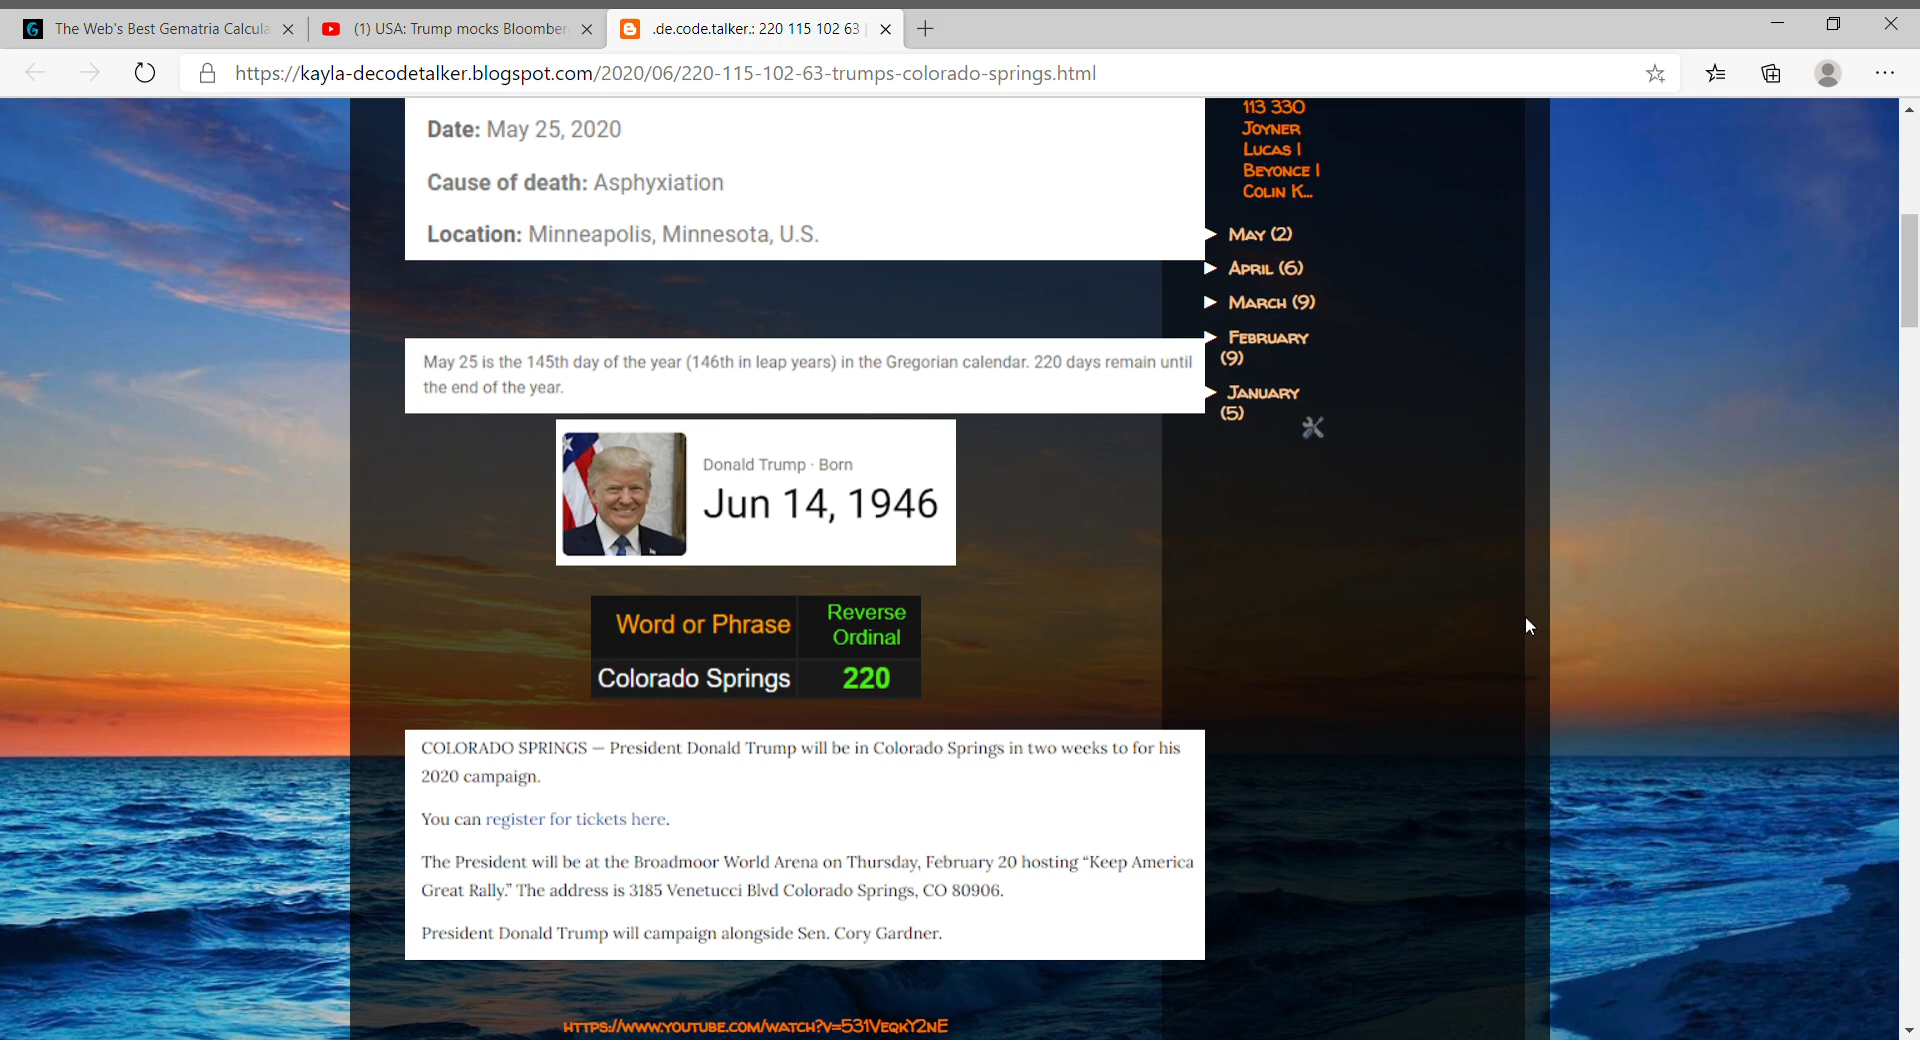 The Web's Best Gematria Calcula
(1) USA: Trump mocks Bloomber
.de.code.talker.: 220 115 102 63 |
https://kayla-decodetalker.blogspot.com/2020/06/220-115-102-63-trumps-colorado-springs.html
Date: May 25, 2020
Cause of death: Asphyxiation
Location: Minneapolis, Minnesota, U.S.
May 25 is the 145th day of the year (146th in leap years) in the Gregorian calendar. 220 days remain until
the end of the year.
Donald Trump · Born
Jun 14, 1946
Word or Phrase
Reverse
Ordinal
Colorado Springs
220
COLORADO SPRINGS — President Donald Trump will be in Colorado Springs in two weeks to for his
2020 campaign.
You can register for tickets here.
The President will be at the Broadmoor World Arena on Thursday, February 20 hosting “Keep America
Great Rally.” The address is 3185 Venetucci Blvd Colorado Springs, CO 80906.
President Donald Trump will campaign alongside Sen. Cory Gardner.
https://www.youtube.com/watch?v=531VeqkY2nE
113 330
Joyner
Lucas |
Beyonce |
Colin K...
► May (2)
► April (6)
► March (9)
► February
(9)
► January
(5)